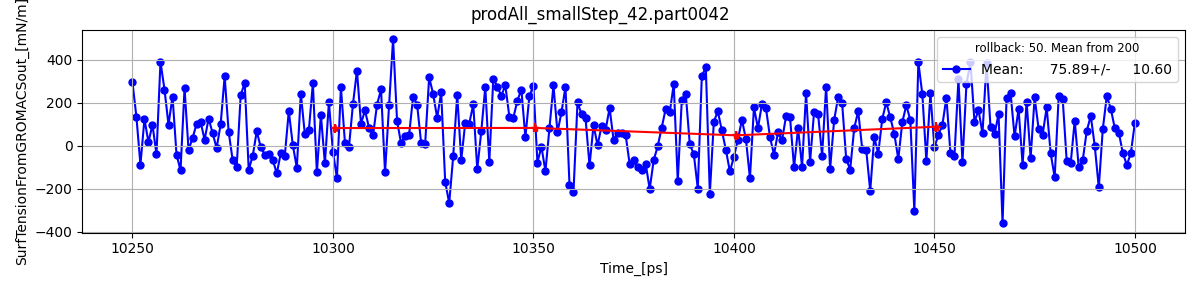 prodAll_smallStep_42.part0042
SurfTensionFromGROMACSout_[mN/m]
400
200
0
−200
−400
rollback: 50. Mean from 200
Mean: 75.89+/- 10.60
10250
10300
10350
10400
10450
10500
Time_[ps]